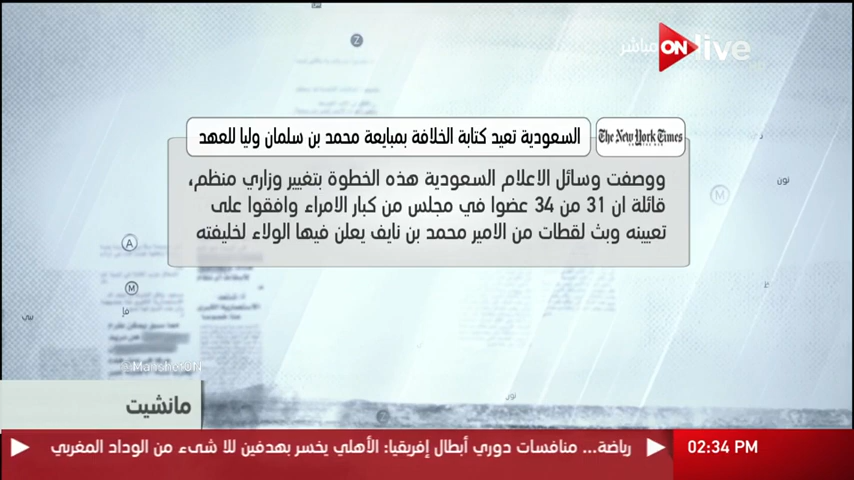 مباشر ON live
السعودية تعيد كتابة الخلافة بمبايعة محمد بن سلمان وليا للعهد
The New York Times
ووصفت وسائل الاعلام السعودية هذه الخطوة بتغيير وزاري منظم،
قائلة ان 31 من 34 عضوا في مجلس من كبار الامراء وافقوا على
تعيينه وبث لقطات من الامير محمد بن نايف يعلن فيها الولاء لخليفته
Z
نون
M
A
M
@ManshetON
مانشيت
رياضة... منافسات دوري أبطال إفريقيا: الأهلي يخسر بهدفين للا شىء من الوداد المغربي
02:34 PM